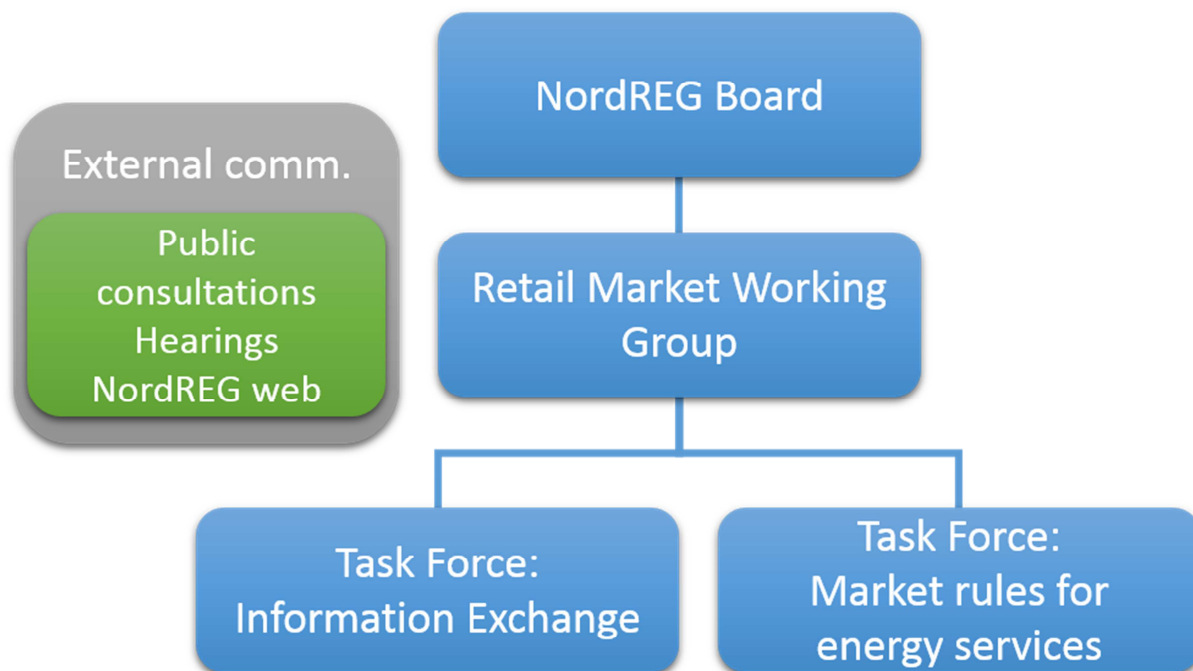 NordREG Board
External comm.
Public
consultations
Hearings
NordREG web
Retail Market Working
Group
Task Force:
Information Exchange
Task Force:
Market rules for
energy services